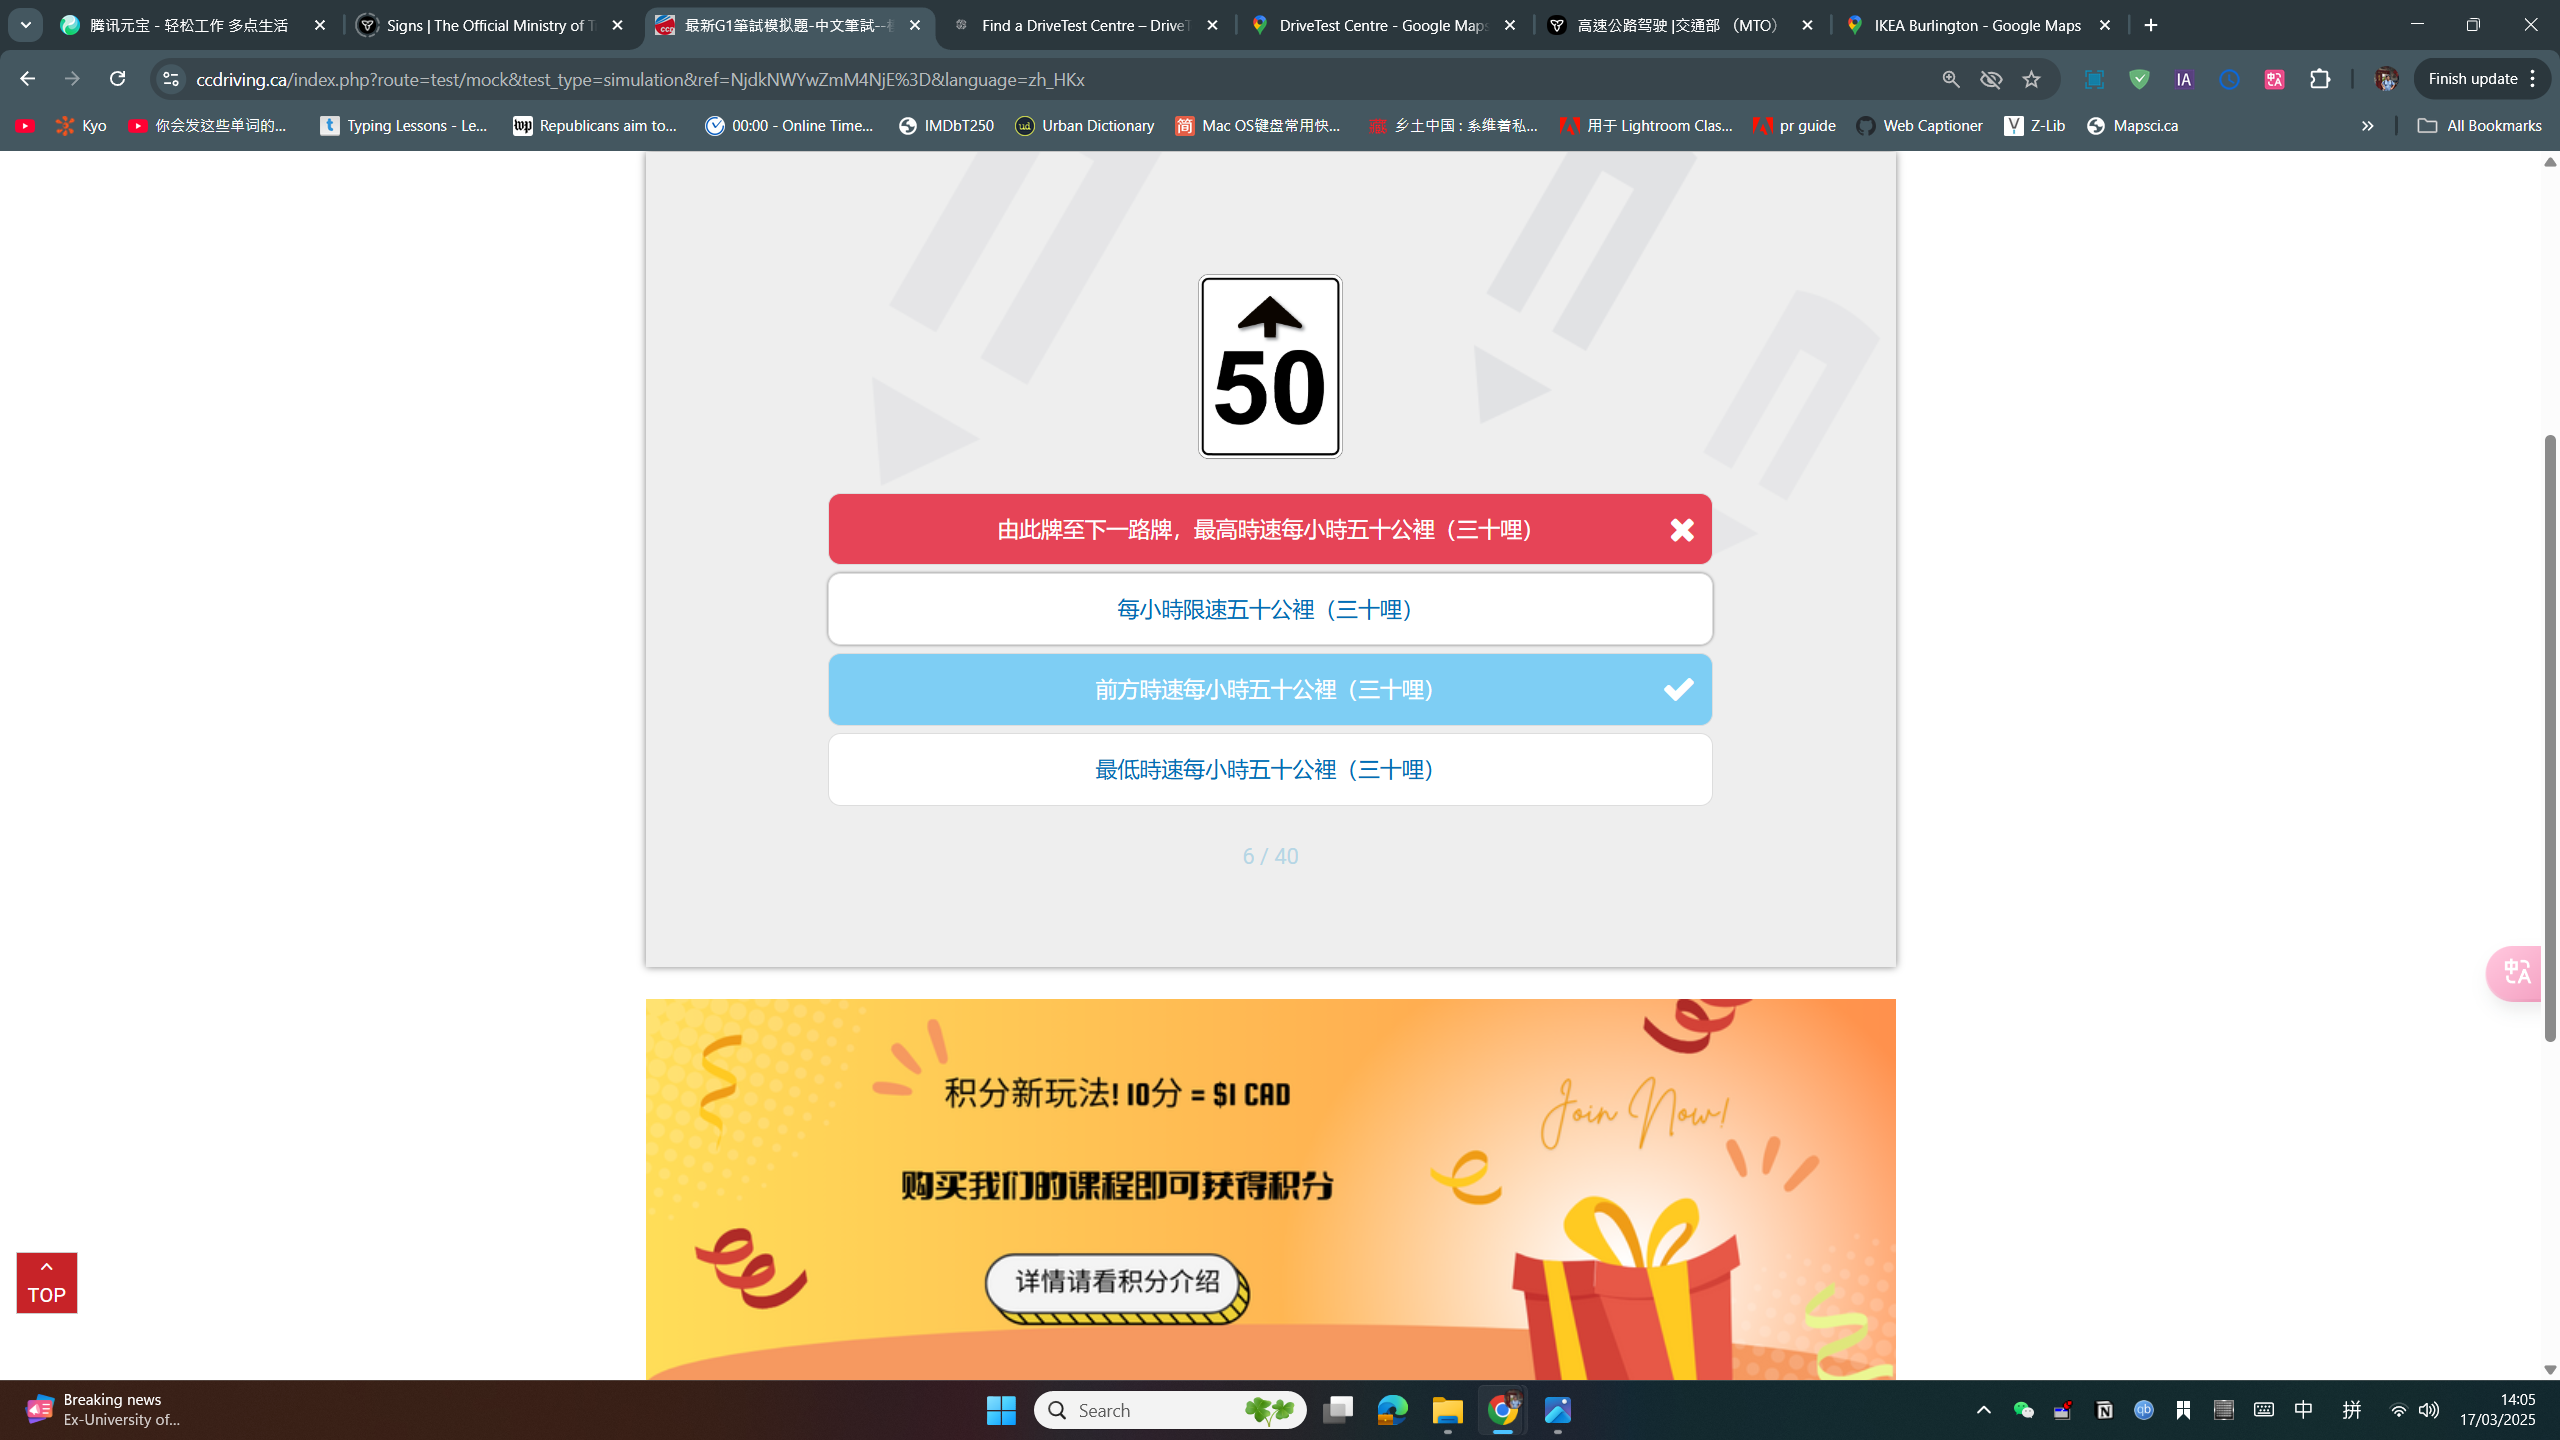 腾讯元宝 - 轻松工作 多点生活
Signs | The Official Ministry of T
最新G1筆試模拟題-中文筆試--
Find a DriveTest Centre – DriveT
DriveTest Centre - Google Maps
高速公路驾驶 |交通部 （MTO）
IKEA Burlington - Google Maps
ccdriving.ca/index.php?route=test/mock&test_type=simulation&ref=NjdkNWYwZmM4NjE%3D&language=zh_HKx
IA
Finish update
Kyo
你会发这些单词的...
Typing Lessons - Le...
Republicans aim to...
00:00 - Online Time...
IMDbT250
Urban Dictionary
Mac OS键盘常用快...
乡土中国 : 系维着私...
用于 Lightroom Clas...
pr guide
Web Captioner
Z-Lib
Mapsci.ca
All Bookmarks
50
由此牌至下一路牌，最高時速每小時五十公裡（三十哩）
每小時限速五十公裡（三十哩）
前方時速每小時五十公裡（三十哩）
最低時速每小時五十公裡（三十哩）
6 / 40
积分新玩法! 10分 = $1 CAD
Join Now!
购买我们的课程即可获得积分
详情请看积分介绍
TOP
Breaking news
Ex-University of...
Search
中
拼
14:05
17/03/2025